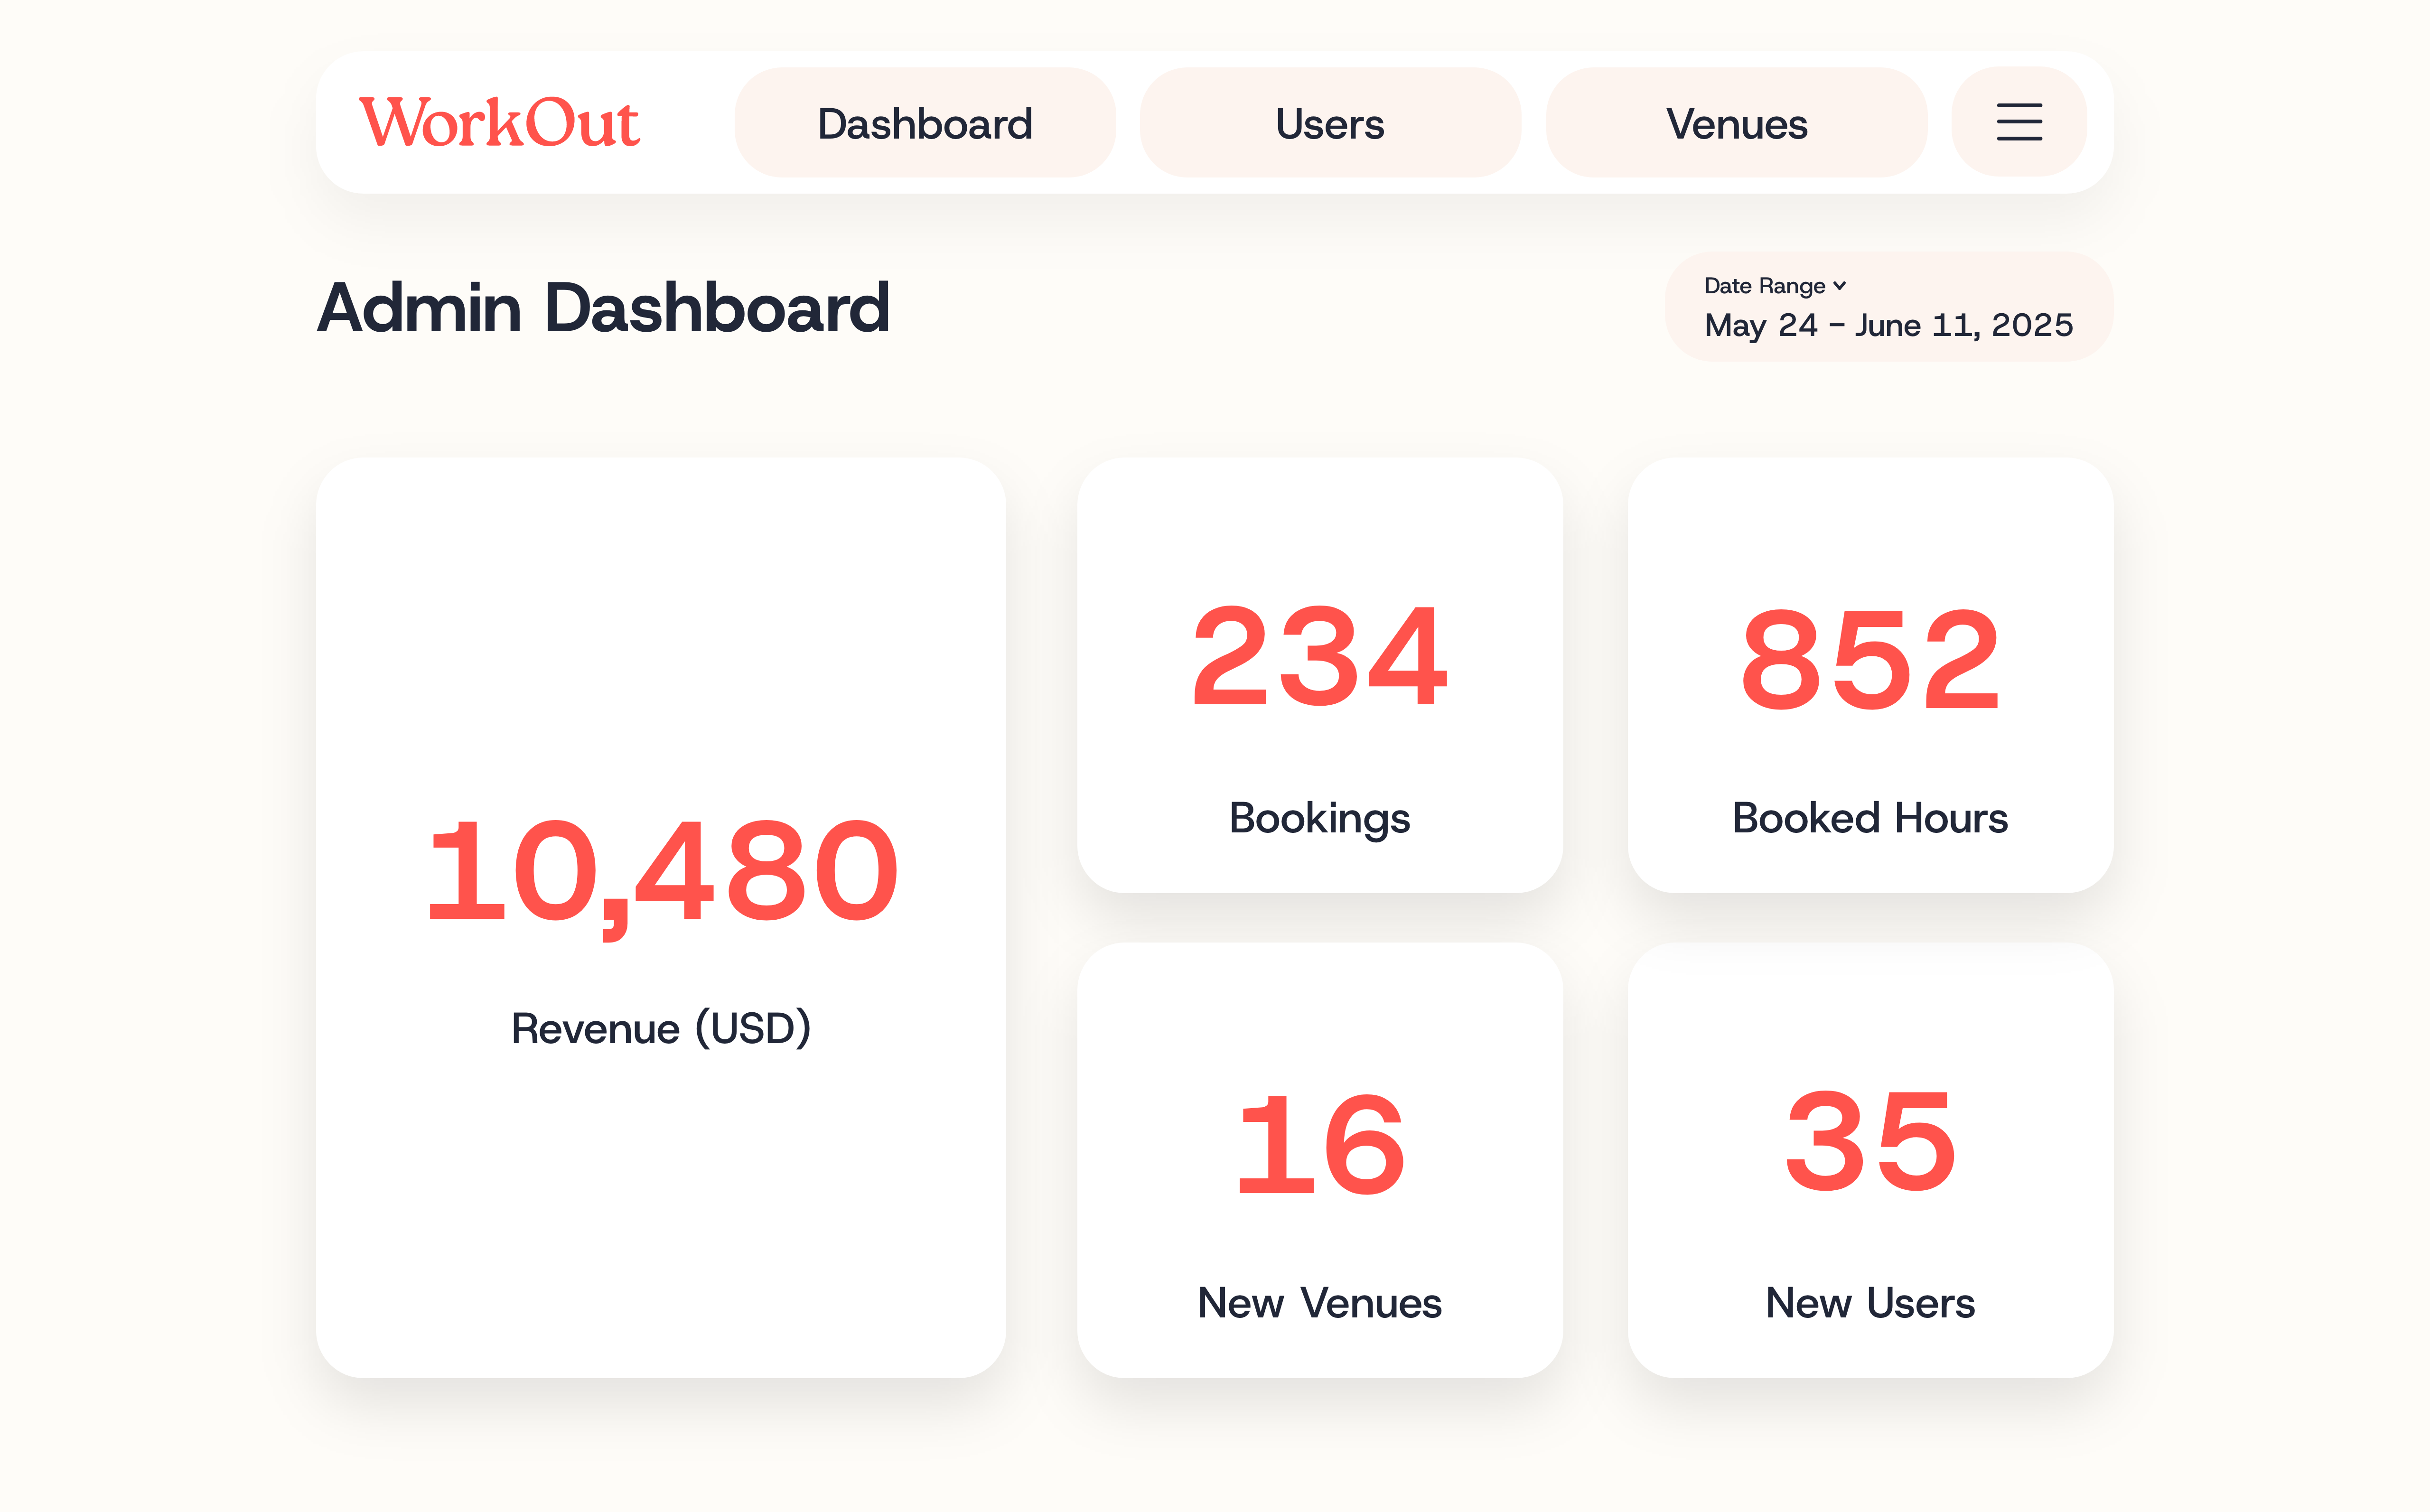 WorkOut
Dashboard
Users
Venues
Admin Dashboard
Date Range
May 24 – June 11, 2025
10,480
Revenue (USD)
234
Bookings
852
Booked Hours
16
New Venues
35
New Users